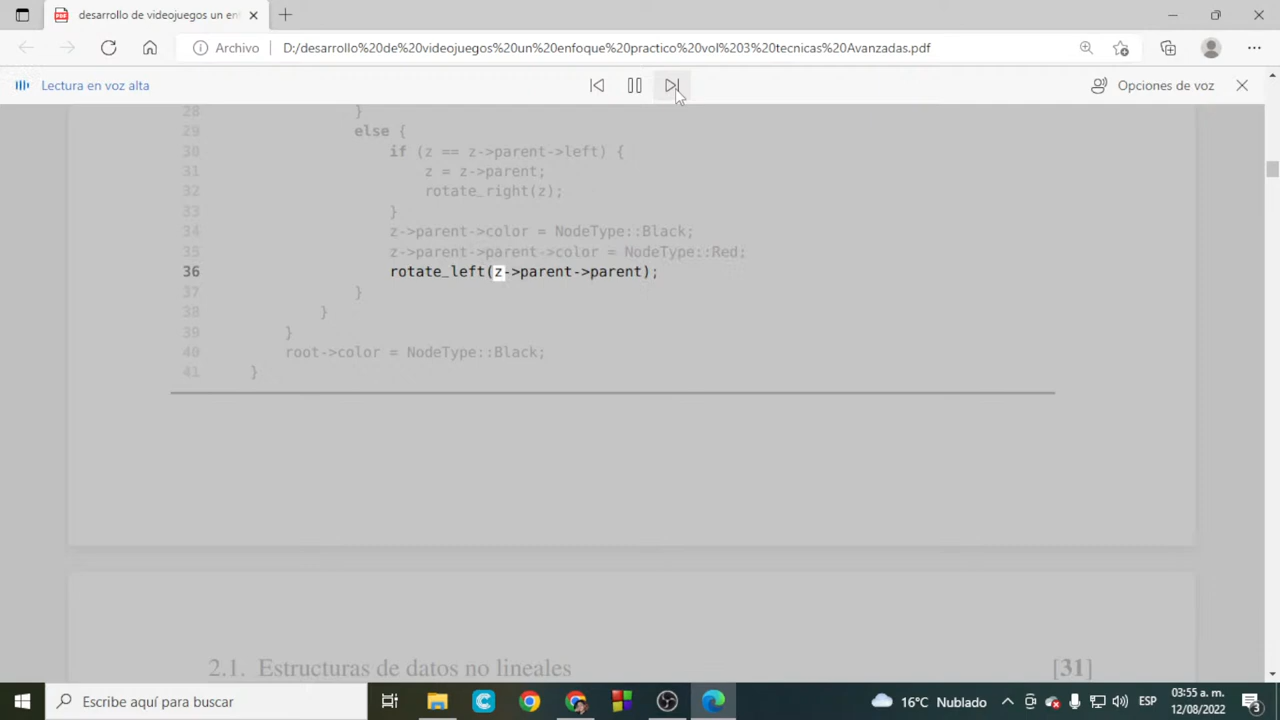 desarrollo de videojuegos un en
Archivo
D:/desarrollo%20de%20videojuegos%20un%20enfoque%20practico%20vol%203%20tecnicas%20Avanzadas.pdf
Lectura en voz alta
Opciones de voz
28 }
29 else {
30 if (z == z->parent->left) {
31 z = z->parent;
32 rotate_right(z);
33 }
34 z->parent->color = NodeType::Black;
35 z->parent->parent->color = NodeType::Red;
36 rotate_left(z->parent->parent);
37 }
38 }
39 }
40 root->color = NodeType::Black;
41 }
2.1. Estructuras de datos no lineales [31]
Escribe aquí para buscar
16°C Nublado
ESP
03:55 a. m.
12/08/2022
3